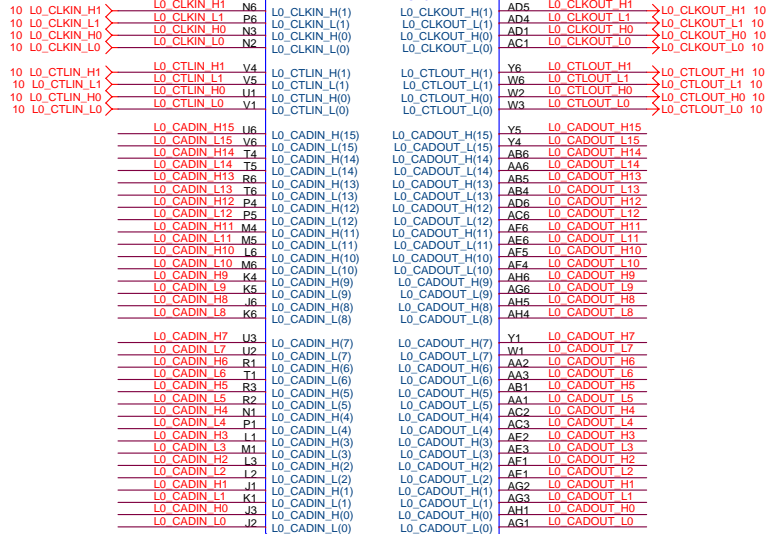 10 L0_CLKIN_H1 L0_CLKIN_H1 N6 L0_CLKIN_H(1) L0_CLKOUT_H(1) AD5 L0_CLKOUT_H1 L0_CLKOUT_H1 10
10 L0_CLKIN_L1 L0_CLKIN_L1 P6 L0_CLKIN_L(1) L0_CLKOUT_L(1) AD4 L0_CLKOUT_L1 L0_CLKOUT_L1 10
10 L0_CLKIN_H0 L0_CLKIN_H0 N3 L0_CLKIN_H(0) L0_CLKOUT_H(0) AD1 L0_CLKOUT_H0 L0_CLKOUT_H0 10
10 L0_CLKIN_L0 L0_CLKIN_L0 N2 L0_CLKIN_L(0) L0_CLKOUT_L(0) AC1 L0_CLKOUT_L0 L0_CLKOUT_L0 10
10 L0_CTLIN_H1 L0_CTLIN_H1 V4 L0_CTLIN_H(1) L0_CTLOUT_H(1) Y6 L0_CTLOUT_H1 L0_CTLOUT_H1 10
10 L0_CTLIN_L1 L0_CTLIN_L1 V5 L0_CTLIN_L(1) L0_CTLOUT_L(1) W6 L0_CTLOUT_L1 L0_CTLOUT_L1 10
10 L0_CTLIN_H0 L0_CTLIN_H0 U1 L0_CTLIN_H(0) L0_CTLOUT_H(0) W2 L0_CTLOUT_H0 L0_CTLOUT_H0 10
10 L0_CTLIN_L0 L0_CTLIN_L0 V1 L0_CTLIN_L(0) L0_CTLOUT_L(0) W3 L0_CTLOUT_L0 L0_CTLOUT_L0 10
L0_CADIN_H15 U6 L0_CADIN_H(15) L0_CADOUT_H(15) Y5 L0_CADOUT_H15
L0_CADIN_L15 V6 L0_CADIN_L(15) L0_CADOUT_L(15) Y4 L0_CADOUT_L15
L0_CADIN_H14 T4 L0_CADIN_H(14) L0_CADOUT_H(14) AB6 L0_CADOUT_H14
L0_CADIN_L14 T5 L0_CADIN_L(14) L0_CADOUT_L(14) AA6 L0_CADOUT_L14
L0_CADIN_H13 R6 L0_CADIN_H(13) L0_CADOUT_H(13) AB5 L0_CADOUT_H13
L0_CADIN_L13 T6 L0_CADIN_L(13) L0_CADOUT_L(13) AB4 L0_CADOUT_L13
L0_CADIN_H12 P4 L0_CADIN_H(12) L0_CADOUT_H(12) AD6 L0_CADOUT_H12
L0_CADIN_L12 P5 L0_CADIN_L(12) L0_CADOUT_L(12) AC6 L0_CADOUT_L12
L0_CADIN_H11 M4 L0_CADIN_H(11) L0_CADOUT_H(11) AF6 L0_CADOUT_H11
L0_CADIN_L11 M5 L0_CADIN_L(11) L0_CADOUT_L(11) AE6 L0_CADOUT_L11
L0_CADIN_H10 L6 L0_CADIN_H(10) L0_CADOUT_H(10) AF5 L0_CADOUT_H10
L0_CADIN_L10 M6 L0_CADIN_L(10) L0_CADOUT_L(10) AF4 L0_CADOUT_L10
L0_CADIN_H9 K4 L0_CADIN_H(9) L0_CADOUT_H(9) AH6 L0_CADOUT_H9
L0_CADIN_L9 K5 L0_CADIN_L(9) L0_CADOUT_L(9) AG6 L0_CADOUT_L9
L0_CADIN_H8 J6 L0_CADIN_H(8) L0_CADOUT_H(8) AH5 L0_CADOUT_H8
L0_CADIN_L8 K6 L0_CADIN_L(8) L0_CADOUT_L(8) AH4 L0_CADOUT_L8
L0_CADIN_H7 U3 L0_CADIN_H(7) L0_CADOUT_H(7) Y1 L0_CADOUT_H7
L0_CADIN_L7 U2 L0_CADIN_L(7) L0_CADOUT_L(7) W1 L0_CADOUT_L7
L0_CADIN_H6 R1 L0_CADIN_H(6) L0_CADOUT_H(6) AA2 L0_CADOUT_H6
L0_CADIN_L6 T1 L0_CADIN_L(6) L0_CADOUT_L(6) AA3 L0_CADOUT_L6
L0_CADIN_H5 R3 L0_CADIN_H(5) L0_CADOUT_H(5) AB1 L0_CADOUT_H5
L0_CADIN_L5 R2 L0_CADIN_L(5) L0_CADOUT_L(5) AA1 L0_CADOUT_L5
L0_CADIN_H4 N1 L0_CADIN_H(4) L0_CADOUT_H(4) AC2 L0_CADOUT_H4
L0_CADIN_L4 P1 L0_CADIN_L(4) L0_CADOUT_L(4) AC3 L0_CADOUT_L4
L0_CADIN_H3 L1 L0_CADIN_H(3) L0_CADOUT_H(3) AE2 L0_CADOUT_H3
L0_CADIN_L3 M1 L0_CADIN_L(3) L0_CADOUT_L(3) AE3 L0_CADOUT_L3
L0_CADIN_H2 L3 L0_CADIN_H(2) L0_CADOUT_H(2) AF1 L0_CADOUT_H2
L0_CADIN_L2 L2 L0_CADIN_L(2) L0_CADOUT_L(2) AE1 L0_CADOUT_L2
L0_CADIN_H1 J1 L0_CADIN_H(1) L0_CADOUT_H(1) AG2 L0_CADOUT_H1
L0_CADIN_L1 K1 L0_CADIN_L(1) L0_CADOUT_L(1) AG3 L0_CADOUT_L1
L0_CADIN_H0 J3 L0_CADIN_H(0) L0_CADOUT_H(0) AH1 L0_CADOUT_H0
L0_CADIN_L0 J2 L0_CADIN_L(0) L0_CADOUT_L(0) AG1 L0_CADOUT_L0